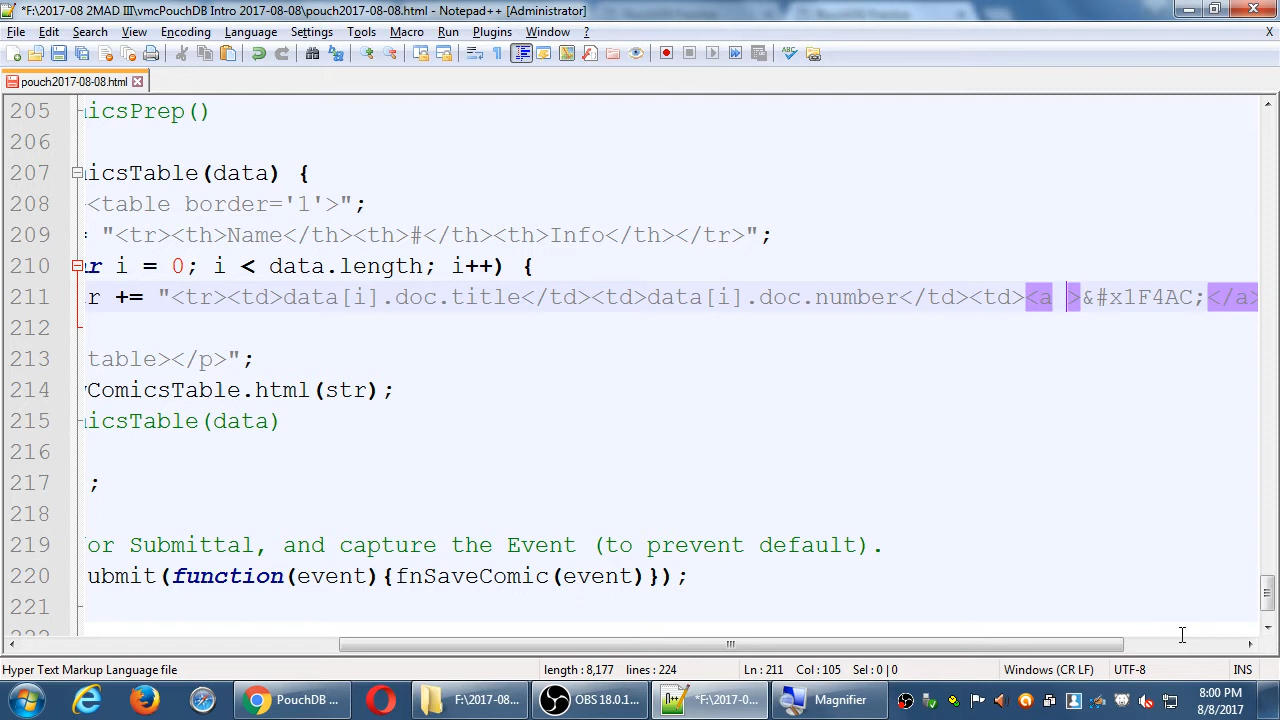 *F:\2017-08 2MAD III\vmcPouchDB Intro 2017-08-08\pouch2017-08-08.html - Notepad++ [Administrator]
File Edit Search View Encoding Language Settings Tools Macro Run Plugins Window ? X
pouch2017-08-08.html
205 icsPrep()
206
207 icsTable(data) {
208 <table border='1'>";
209 = "<tr><th>Name</th><th>#</th><th>Info</th></tr>";
210 r i = 0; i < data.length; i++) {
211 r += "<tr><td>data[i].doc.title</td><td>data[i].doc.number</td><td><a >&#x1F4AC;</a>
212
213 table></p>";
214 ComicsTable.html(str);
215 icsTable(data)
216
217 ;
218
219 or Submittal, and capture the Event (to prevent default).
220 ubmit(function(event){fnSaveComic(event)});
221
Hyper Text Markup Language file length : 8,177 lines : 224 Ln : 211 Col : 105 Sel : 0 | 0 Windows (CR LF) UTF-8 INS
PouchDB ... F:\2017-08... OBS 18.0.1... *F:\2017-0... Magnifier 8:00 PM
8/8/2017